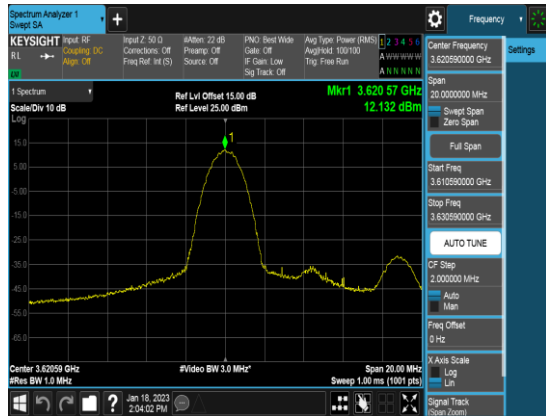 Spectrum Analyzer 1
Swept SA
+
Frequency
KEYSIGHT
RL
Input: RF
Coupling: DC
Align: Off
Input Z: 50 Ω
Corrections: Off
Freq Ref: Int (S)
#Atten: 22 dB
Preamp: Off
Source: Off
PNO: Best Wide
Gate: Off
IF Gain: Low
Sig Track: Off
Avg Type: Power (RMS)
Avg|Hold: 100/100
Trig: Free Run
1 2 3 4 5 6
A W W W W W
A N N N N N
1 Spectrum
Scale/Div 10 dB
Ref Lvl Offset 15.00 dB
Ref Level 25.00 dBm
Mkr1 3.620 57 GHz
12.132 dBm
Log
15.0
5.00
-5.00
-15.0
-25.0
-35.0
-45.0
-55.0
-65.0
1
Center 3.62059 GHz
#Res BW 1.0 MHz
#Video BW 3.0 MHz*
Span 20.00 MHz
Sweep 1.00 ms (1001 pts)
Jan 18, 2023
2:04:02 PM
?
Center Frequency
3.620590000 GHz
Settings
Span
20.0000000 MHz
Swept Span
Zero Span
Full Span
Start Freq
3.610590000 GHz
Stop Freq
3.630590000 GHz
AUTO TUNE
CF Step
2.000000 MHz
Auto
Man
Freq Offset
0 Hz
X Axis Scale
Log
Lin
Signal Track
(Span Zoom)